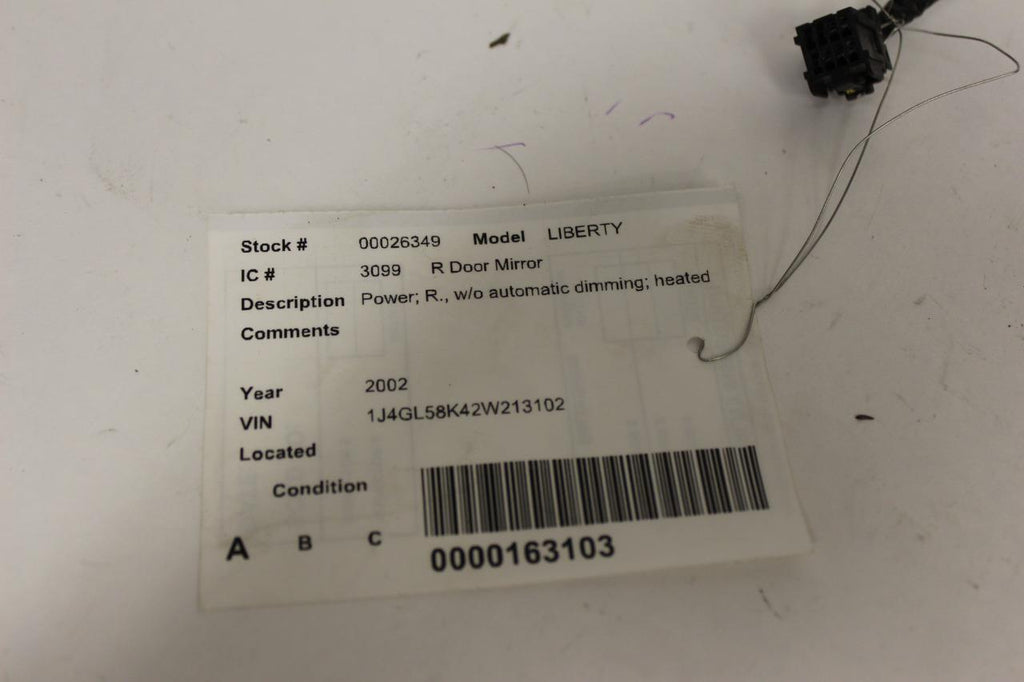 Stock # 00026349 Model LIBERTY
IC # 3099 R Door Mirror
Description Power; R., w/o automatic dimming; heated
Comments
Year 2002
VIN 1J4GL58K42W213102
Located
Condition
A B C
0000163103